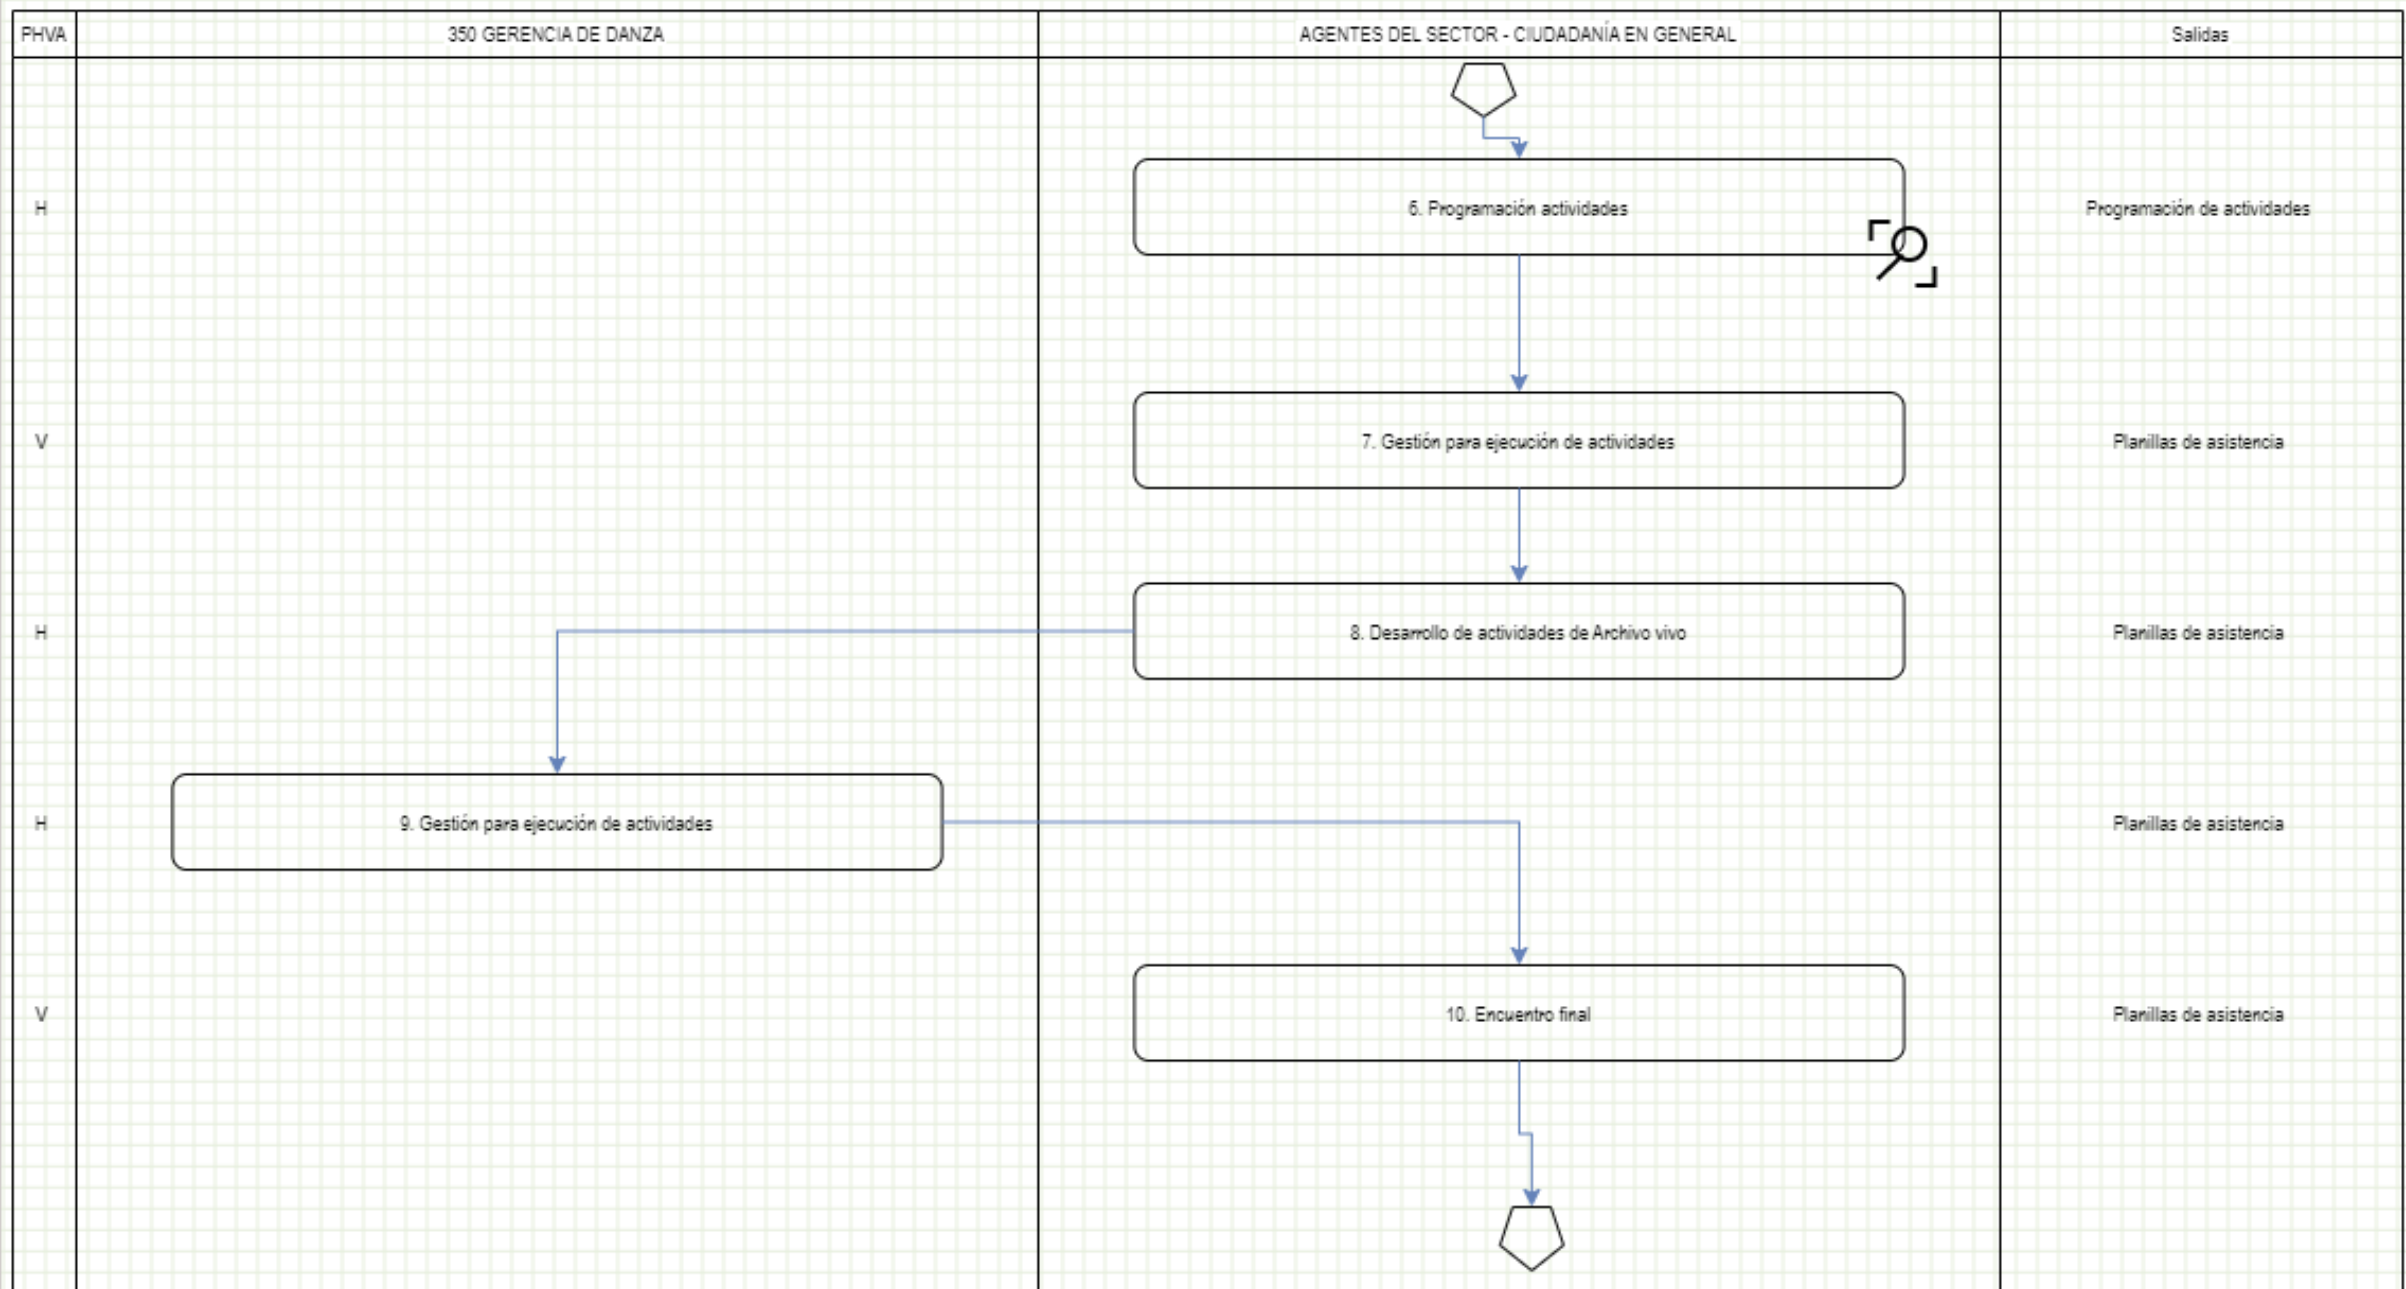 PHVA
350 GERENCIA DE DANZA
AGENTES DEL SECTOR - CIUDADANÍA EN GENERAL
Salidas
H
6. Programación actividades
Programación de actividades
V
7. Gestión para ejecución de actividades
Planillas de asistencia
H
8. Desarrollo de actividades de Archivo vivo
Planillas de asistencia
H
9. Gestión para ejecución de actividades
Planillas de asistencia
V
10. Encuentro final
Planillas de asistencia